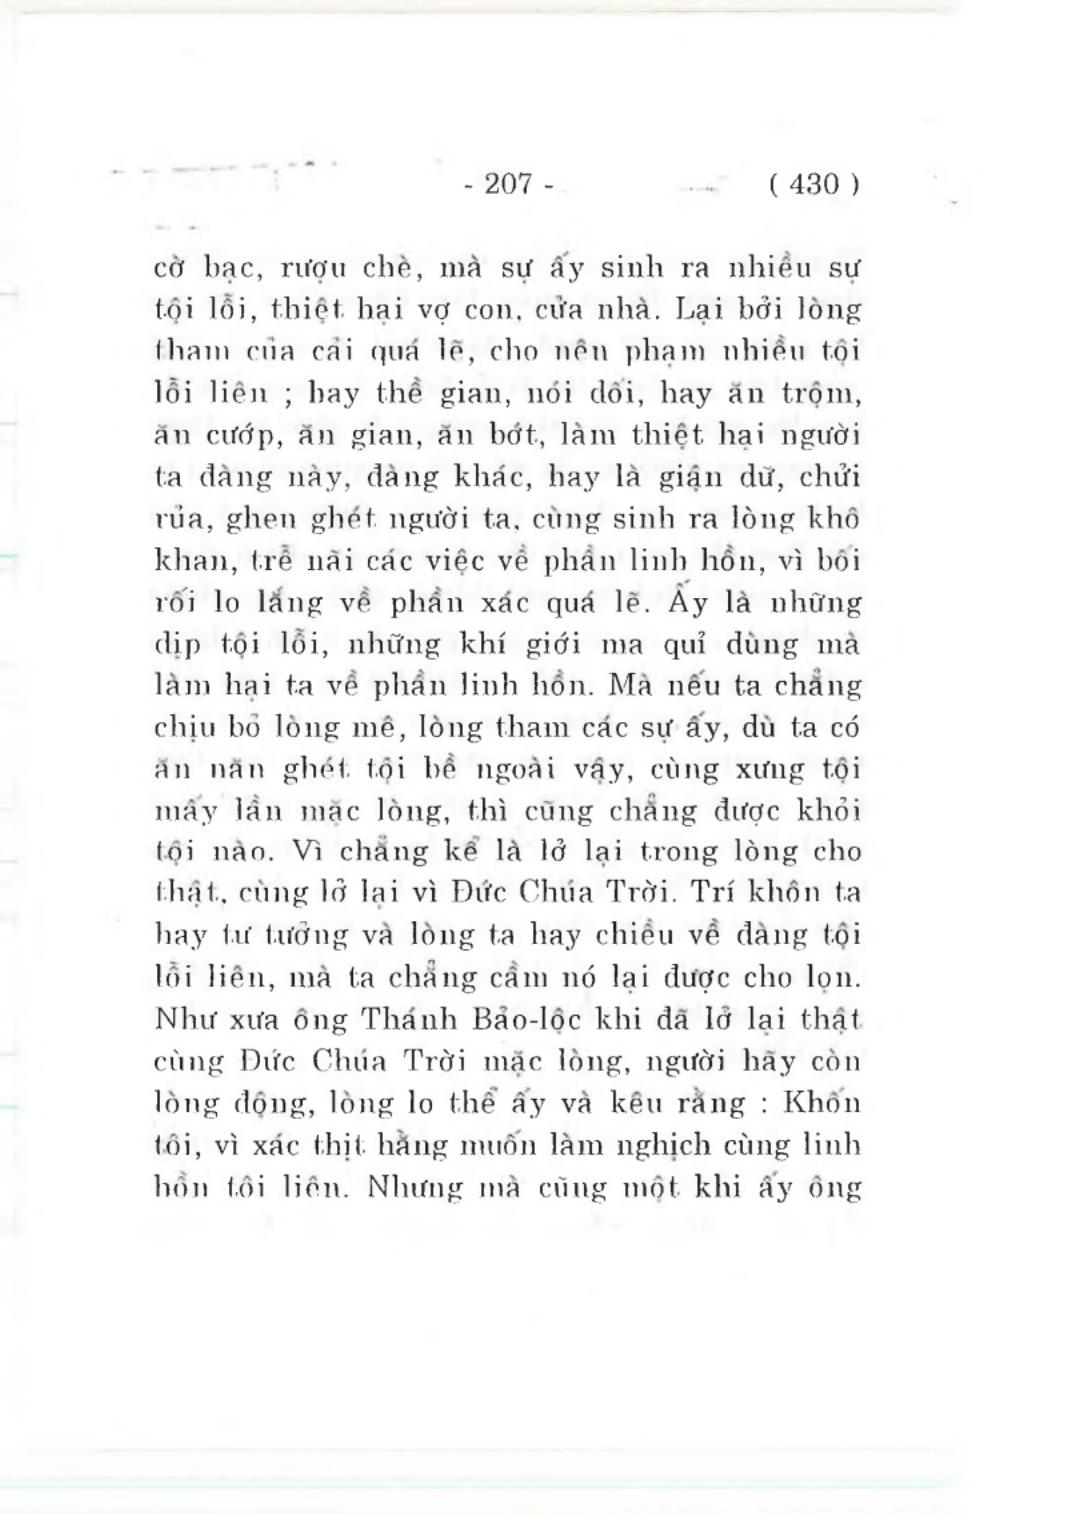 - 207 - ( 430 )
cờ bạc, rượu chè, mà sự ấy sinh ra nhiều sự
tội lỗi, thiệt hại vợ con, cửa nhà. Lại bởi lòng
tham của cải quá lẽ, cho nên phạm nhiều tội
lỗi liên ; hay thề gian, nói dối, hay ăn trộm,
ăn cướp, ăn gian, ăn bớt, làm thiệt hại người
ta đàng này, đàng khác, hay là giận dữ, chửi
rủa, ghen ghét người ta, cùng sinh ra lòng khô
khan, trễ nãi các việc về phần linh hồn, vì bối
rối lo lắng về phần xác quá lẽ. Ấy là những
dịp tội lỗi, những khí giới ma quỉ dùng mà
làm hại ta về phần linh hồn. Mà nếu ta chẳng
chịu bỏ lòng mê, lòng tham các sự ấy, dù ta có
ăn năn ghét tội bề ngoài vậy, cùng xưng tội
mấy lần mặc lòng, thì cũng chẳng được khỏi
tội nào. Vì chẳng kể là lở lại trong lòng cho
thật, cùng lở lại vì Đức Chúa Trời. Trí khôn ta
hay tư tưởng và lòng ta hay chiều về đàng tội
lỗi liên, mà ta chẳng cầm nó lại được cho lọn.
Như xưa ông Thánh Bảo-lộc khi đã lở lại thật
cùng Đức Chúa Trời mặc lòng, người hãy còn
lòng động, lòng lo thể ấy và kêu rằng : Khốn
tôi, vì xác thịt hằng muốn làm nghịch cùng linh
hồn tôi liên. Nhưng mà cũng một khi ấy ông